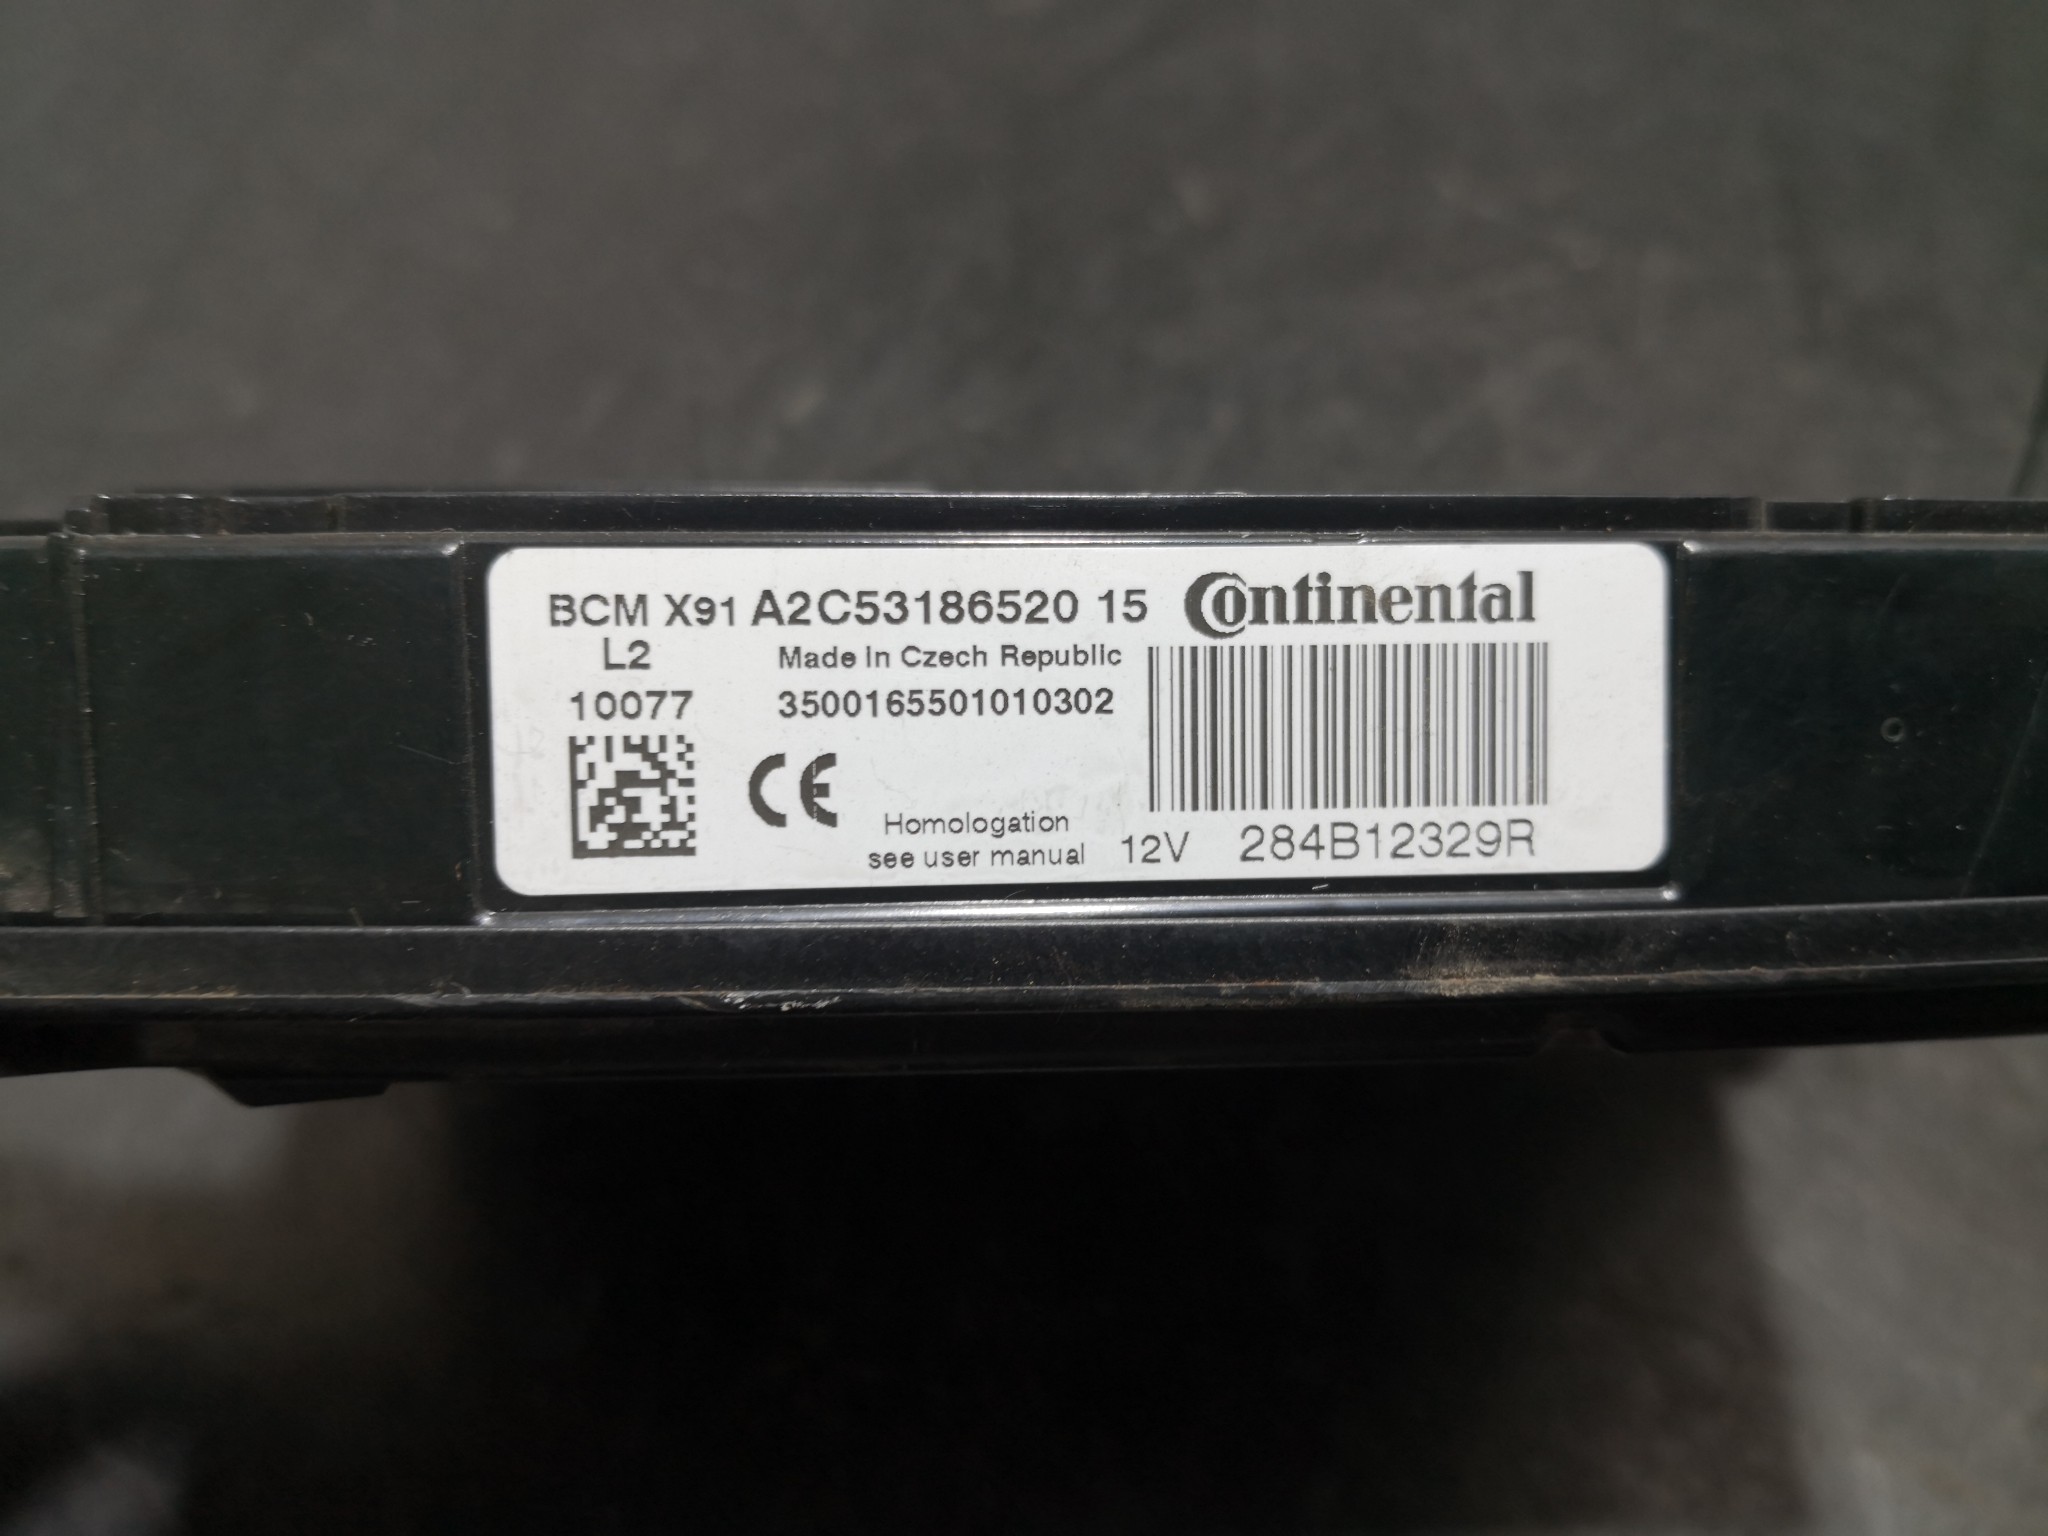 BCM X91 A2C53186520 15 Continental
L2 Made In Czech Republic
10077 3500165501010302
CE
Homologation
see user manual 12V 284B12329R